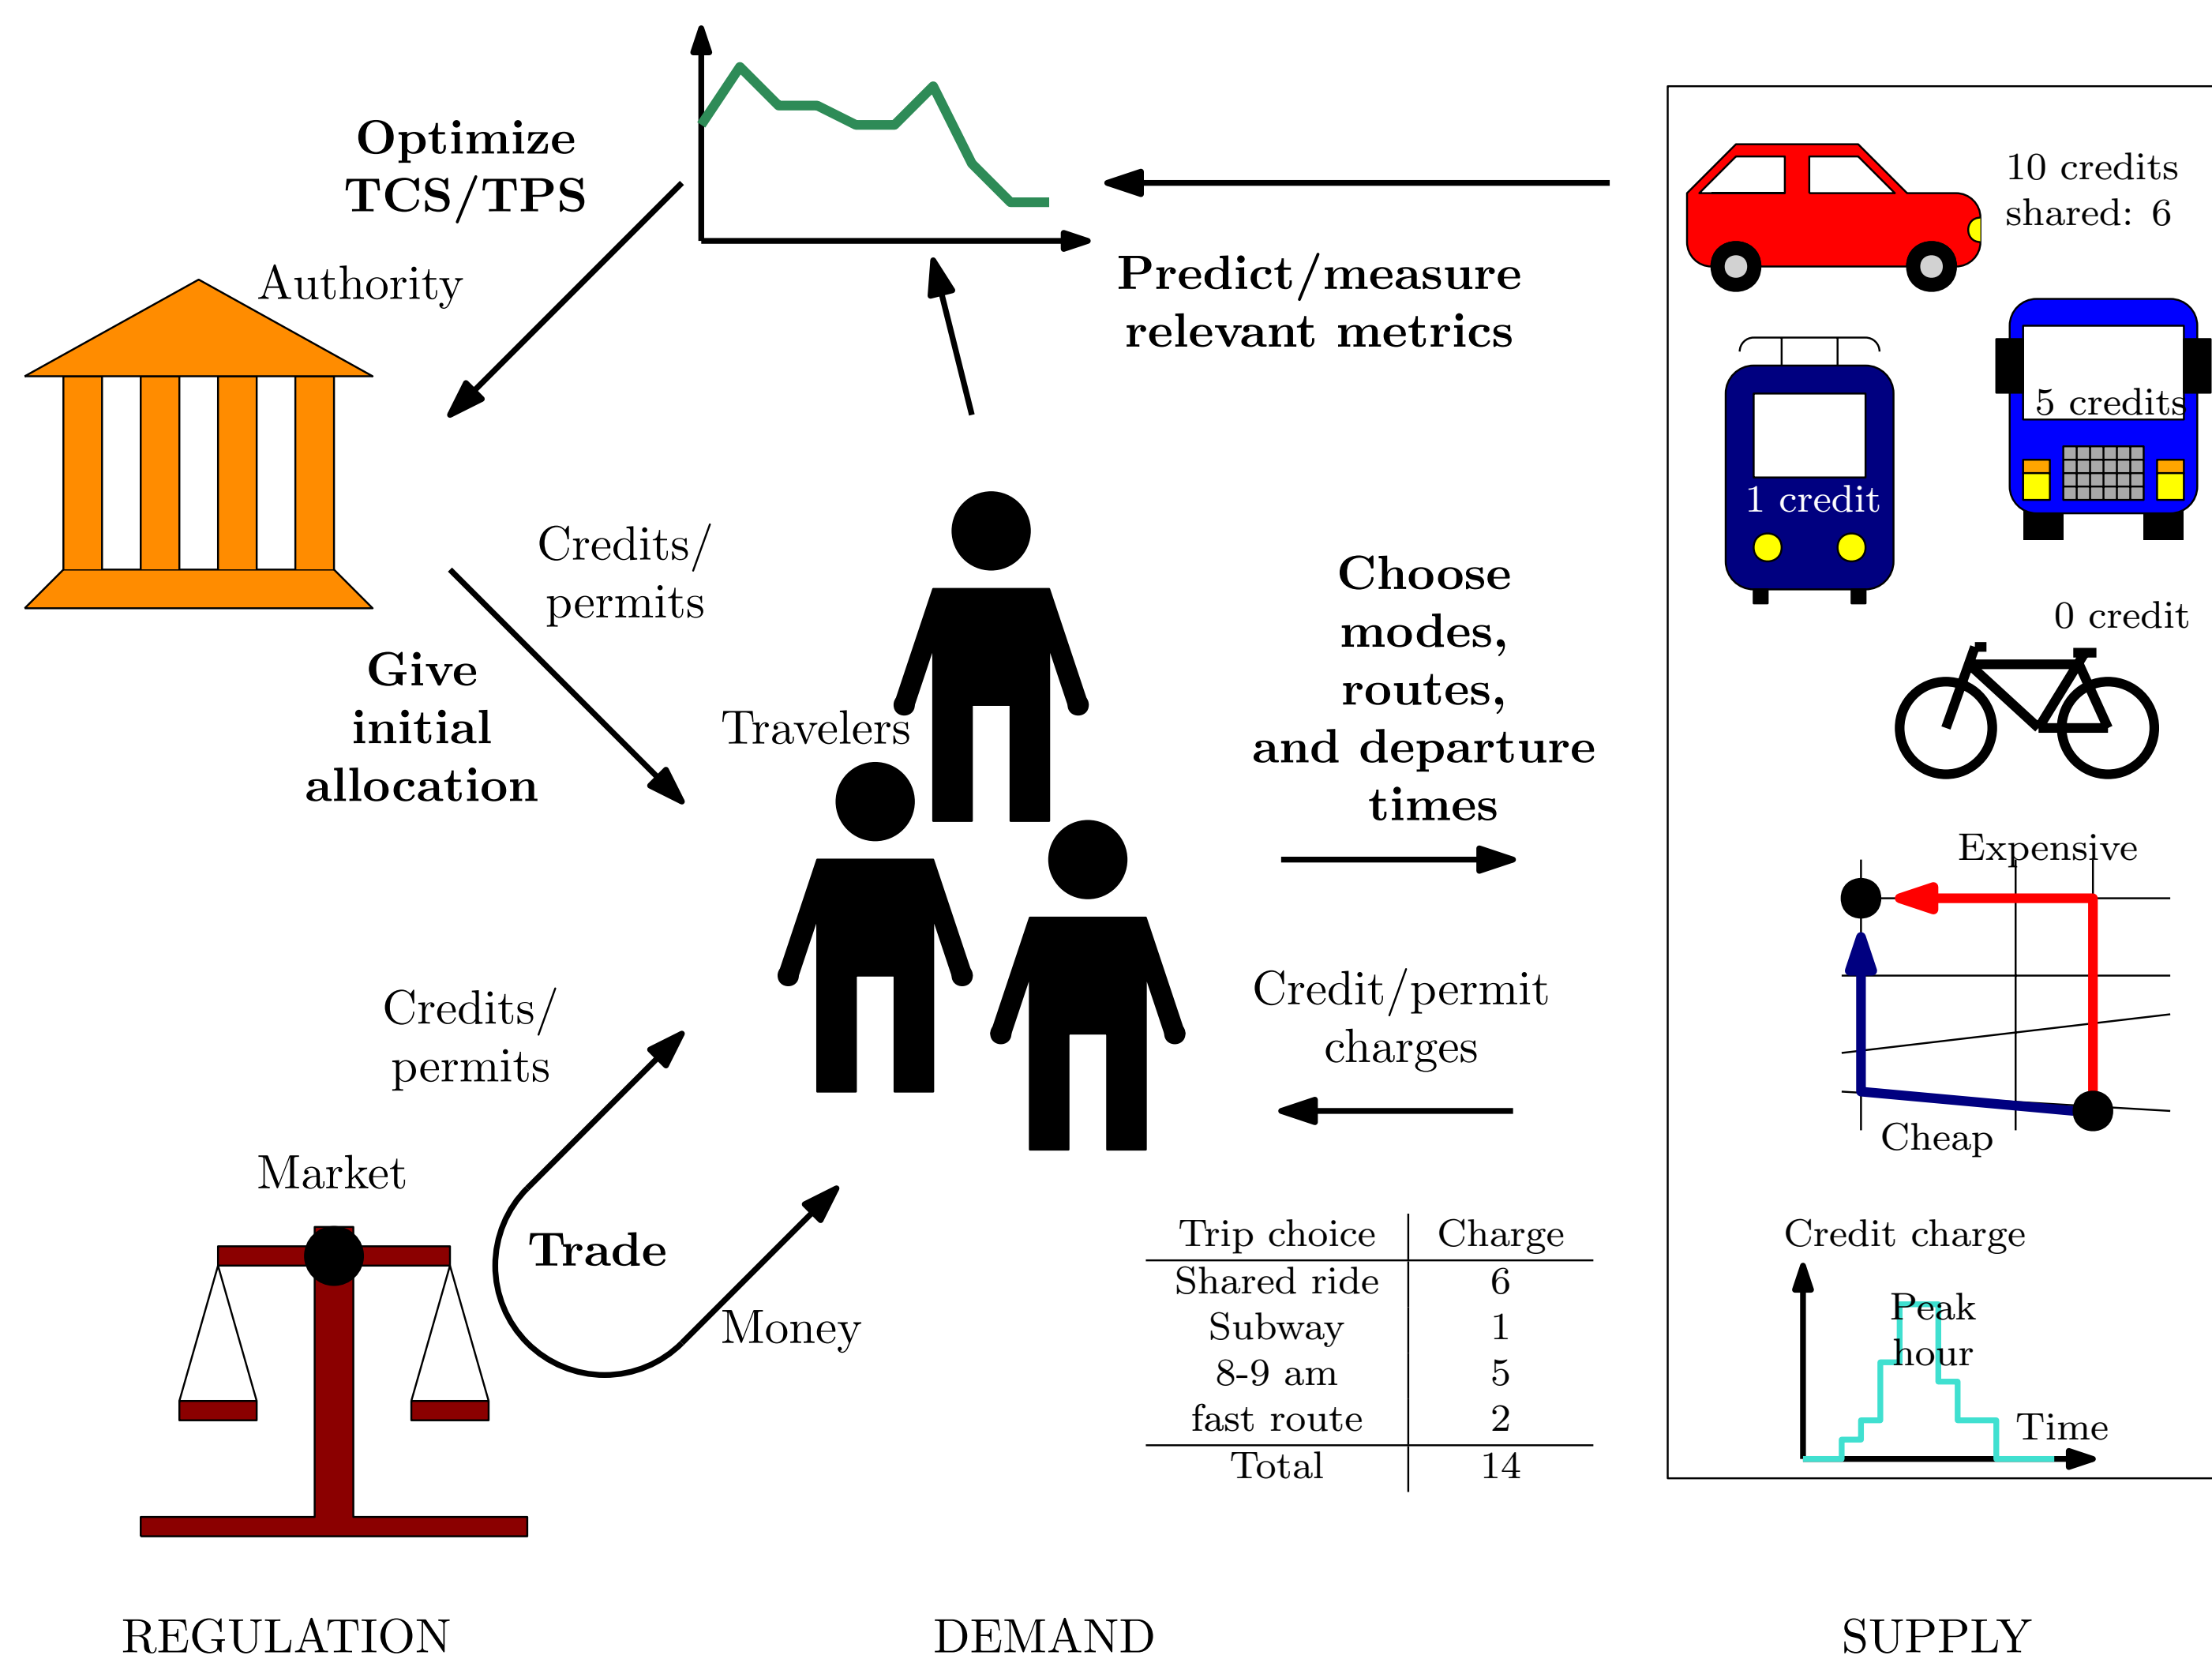 Optimize
TCS/TPS
Authority
Predict/measure
relevant metrics
10 credits
shared: 6
5 credits
1 credit
0 credit
Credits/
permits
Give
initial
allocation
Travelers
Choose
modes,
routes,
and departure
times
Expensive
Cheap
Credit/permit
charges
Credits/
permits
Market
Trade
Money
Trip choice Charge
Shared ride 6
Subway 1
8-9 am 5
fast route 2
Total 14
Credit charge
Peak
hour
Time
REGULATION
DEMAND
SUPPLY